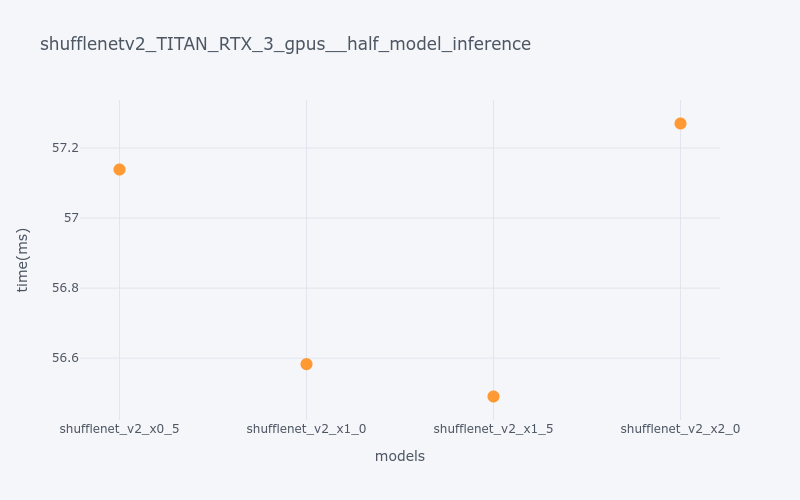 shufflenetv2_TITAN_RTX_3_gpus__half_model_inference
57.2
57
56.8
56.6
time(ms)
shufflenet_v2_x0_5 shufflenet_v2_x1_0 shufflenet_v2_x1_5 shufflenet_v2_x2_0
models